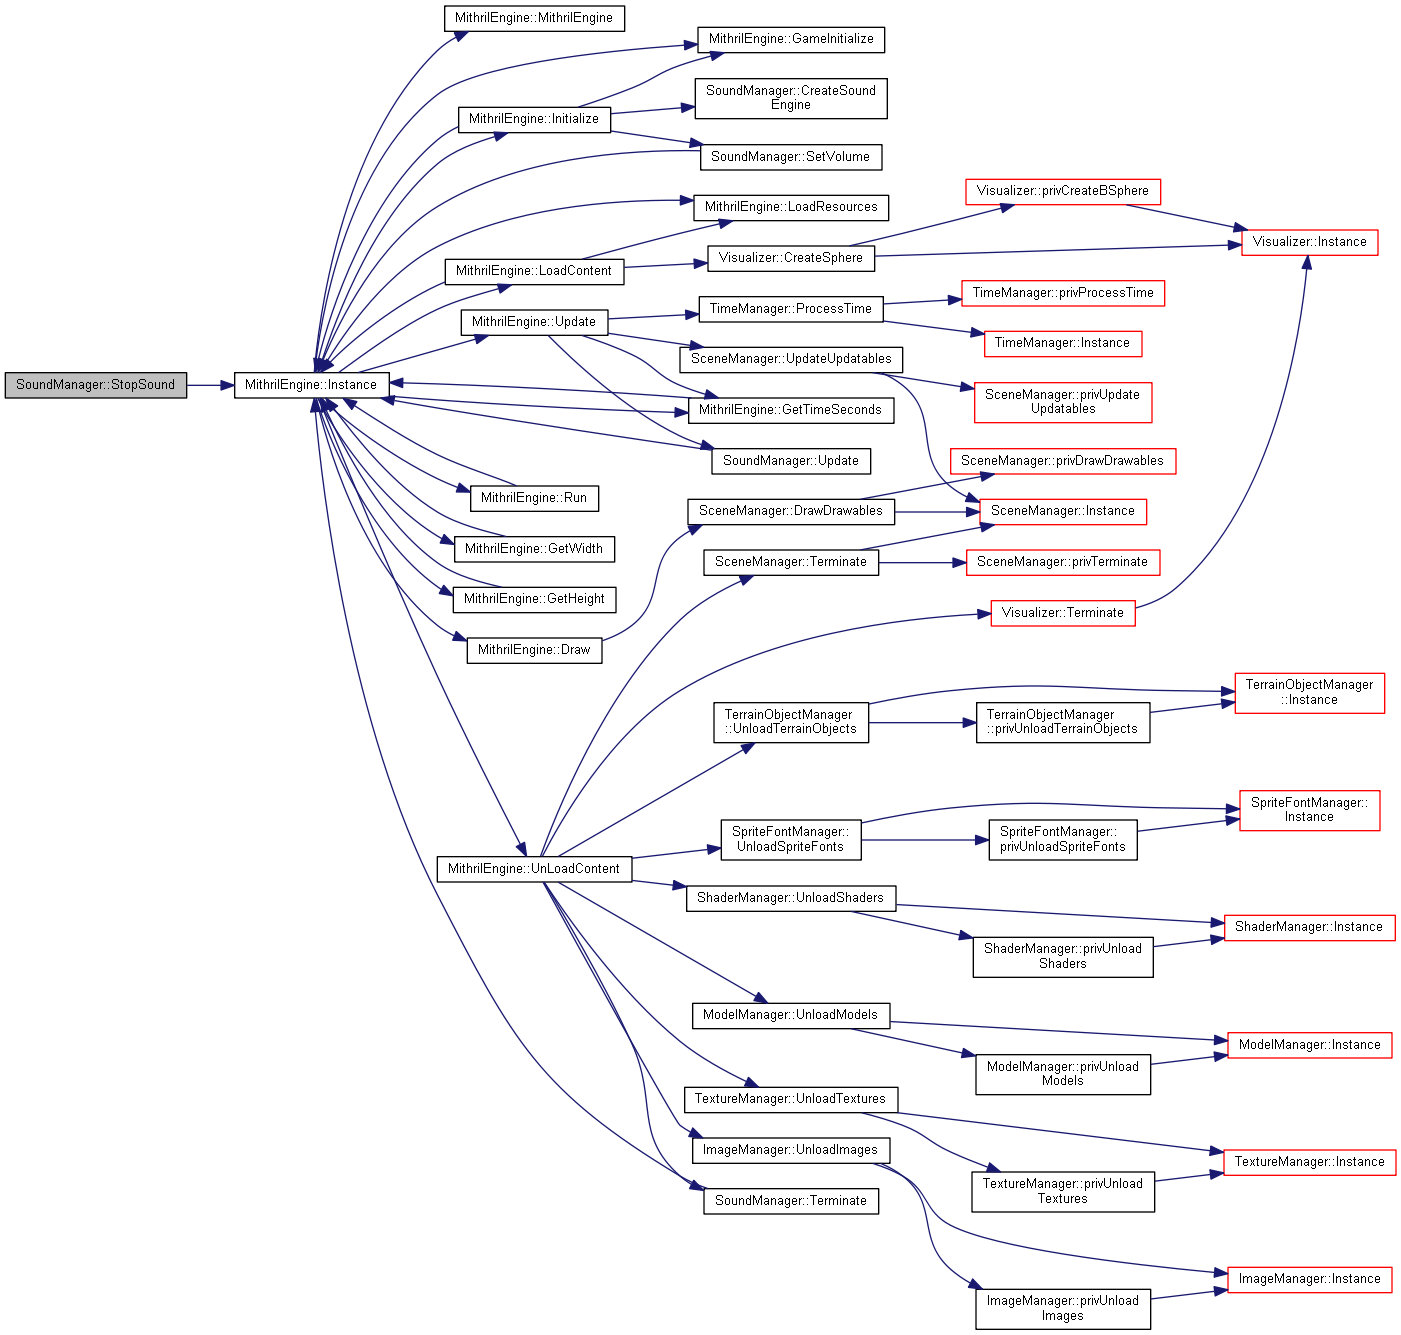 MithrilEngine::MithrilEngine
MithrilEngine::GameInitialize
SoundManager::CreateSound
Engine
MithrilEngine::Initialize
SoundManager::SetVolume
Visualizer::privCreateBSphere
MithrilEngine::LoadResources
Visualizer::Instance
Visualizer::CreateSphere
MithrilEngine::LoadContent
TimeManager::privProcessTime
TimeManager::ProcessTime
MithrilEngine::Update
TimeManager::Instance
SceneManager::UpdateUpdatables
SoundManager::StopSound
MithrilEngine::Instance
SceneManager::privUpdate
Updatables
MithrilEngine::GetTimeSeconds
SoundManager::Update
SceneManager::privDrawDrawables
MithrilEngine::Run
SceneManager::DrawDrawables
SceneManager::Instance
MithrilEngine::GetWidth
SceneManager::Terminate
SceneManager::privTerminate
MithrilEngine::GetHeight
Visualizer::Terminate
MithrilEngine::Draw
TerrainObjectManager
::Instance
TerrainObjectManager
::UnloadTerrainObjects
TerrainObjectManager
::privUnloadTerrainObjects
SpriteFontManager::
Instance
SpriteFontManager::
UnloadSpriteFonts
SpriteFontManager::
privUnloadSpriteFonts
MithrilEngine::UnLoadContent
ShaderManager::UnloadShaders
ShaderManager::Instance
ShaderManager::privUnload
Shaders
ModelManager::UnloadModels
ModelManager::Instance
ModelManager::privUnload
Models
TextureManager::UnloadTextures
ImageManager::UnloadImages
TextureManager::Instance
TextureManager::privUnload
Textures
SoundManager::Terminate
ImageManager::Instance
ImageManager::privUnload
Images